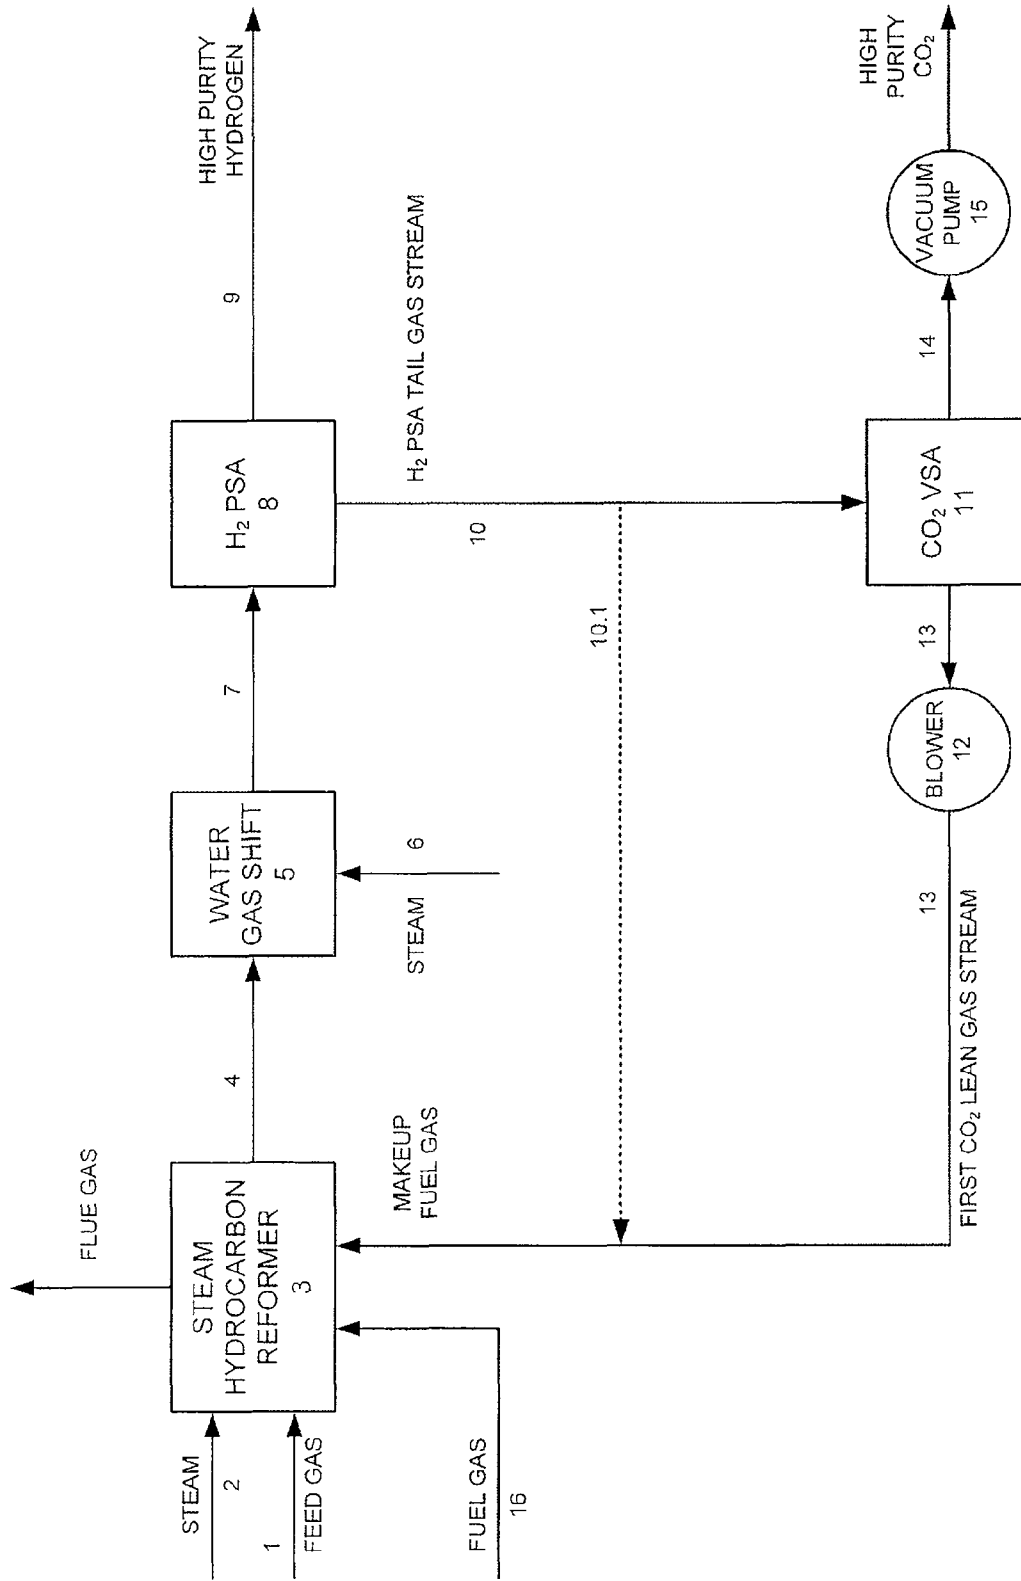 FLUE GAS
STEAM
2
1
FEED GAS
STEAM
HYDROCARBON
REFORMER
3
4
WATER
GAS SHIFT
5
7
H₂ PSA
8
9
HIGH PURITY
HYDROGEN
FUEL GAS
16
MAKEUP
FUEL GAS
STEAM
6
10
H₂ PSA TAIL GAS STREAM
10.1
FIRST CO₂ LEAN GAS STREAM
13
BLOWER
12
13
CO₂ VSA
11
14
VACUUM
PUMP
15
HIGH
PURITY
CO₂